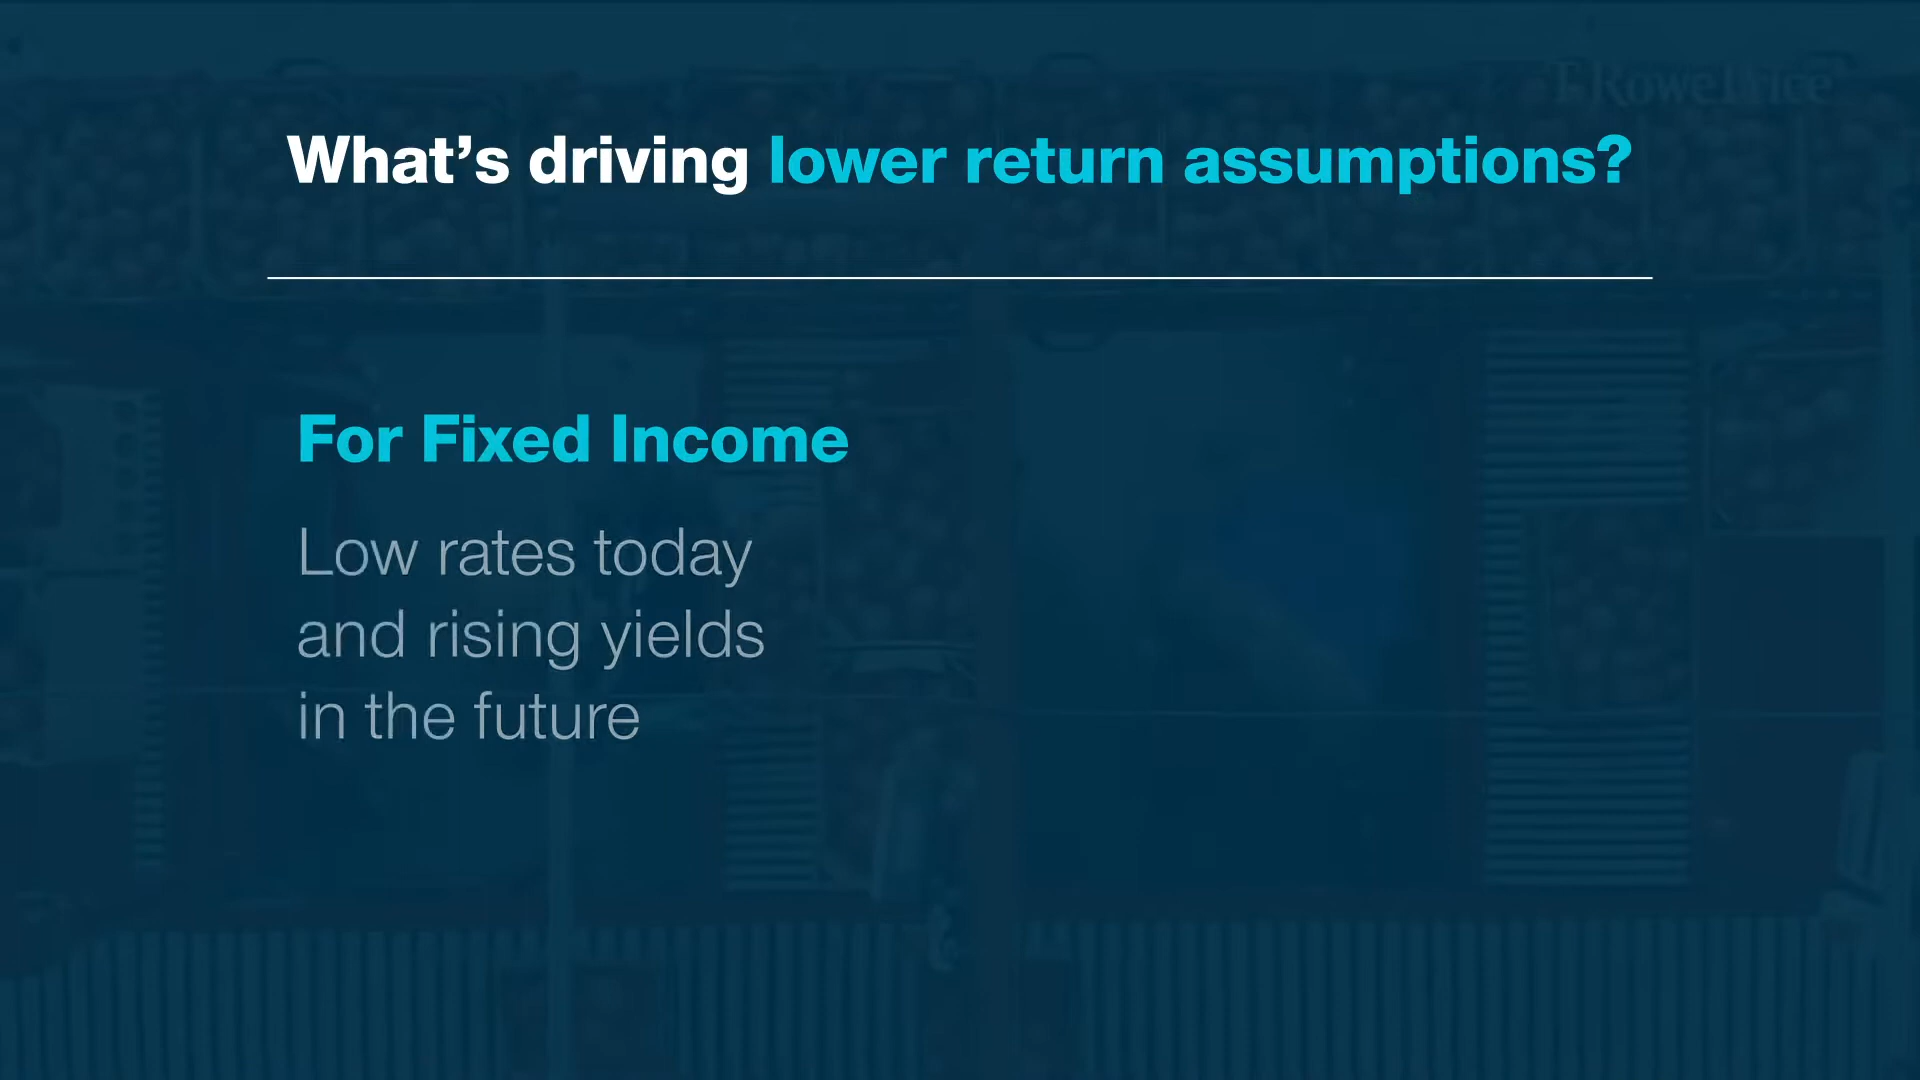 T. Rowe Price
What’s driving lower return assumptions?
For Fixed Income
Low rates today
and rising yields
in the future